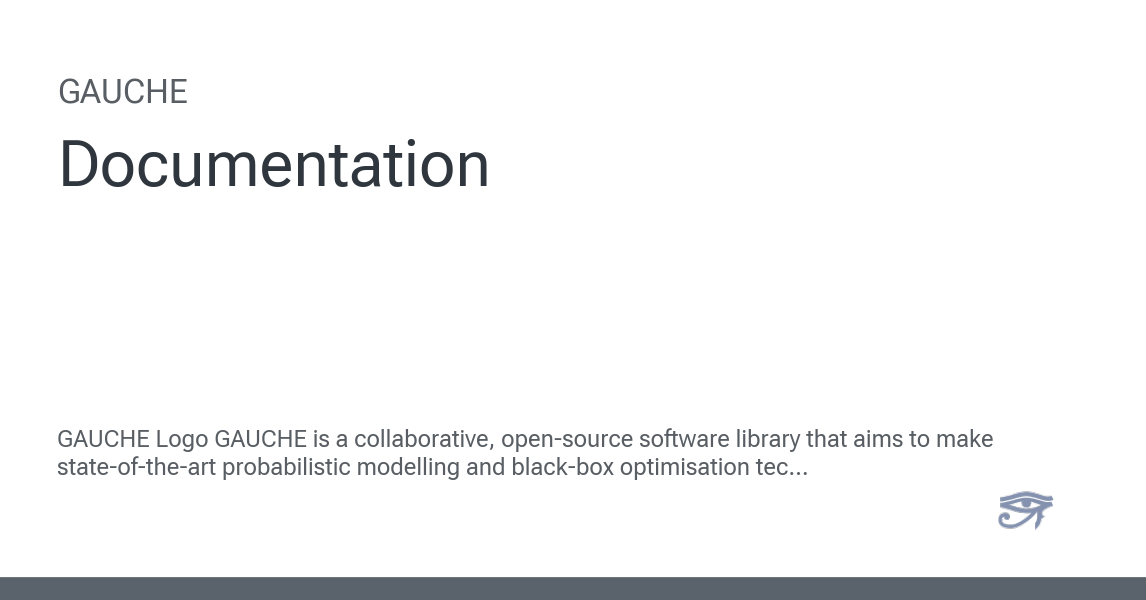 GAUCHE
Documentation
GAUCHE Logo GAUCHE is a collaborative, open-source software library that aims to make
state-of-the-art probabilistic modelling and black-box optimisation tec...